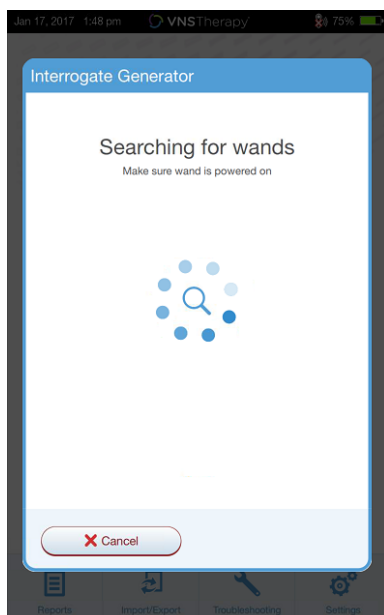 Jan 17, 2017 1:48 pm VNSTherapy 75%
Interrogate Generator
Searching for wands
Make sure wand is powered on
Cancel
Reports Import/Export Troubleshooting Settings